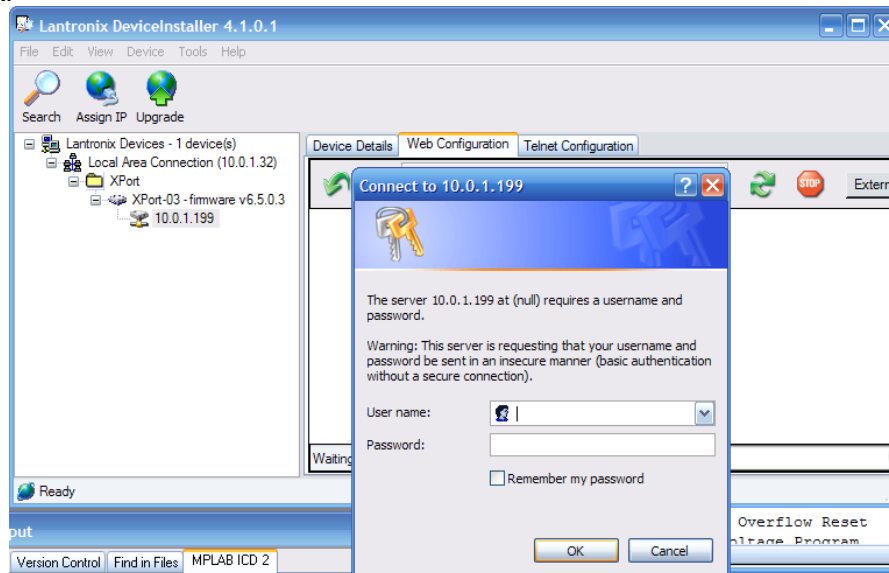 Lantronix DeviceInstaller 4.1.0.1
File Edit View Device Tools Help
Search Assign IP Upgrade
Lantronix Devices - 1 device(s)
Local Area Connection (10.0.1.32)
XPort
XPort-03 - firmware v6.5.0.3
10.0.1.199
Device Details Web Configuration Telnet Configuration
STOP Extern
Connect to 10.0.1.199
The server 10.0.1.199 at (null) requires a username and
password.
Warning: This server is requesting that your username and
password be sent in an insecure manner (basic authentication
without a secure connection).
User name:
Password:
Remember my password
OK Cancel
Waiting
Ready
put
Version Control Find in Files MPLAB ICD 2
Overflow Reset
oltage Program